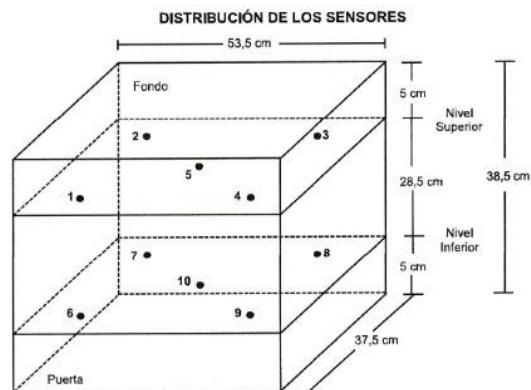 DISTRIBUCIÓN DE LOS SENSORES
53,5 cm
Fondo
5 cm
Nivel
Superior
2
3
5
1
4
28,5 cm
38,5 cm
Nivel
Inferior
7
8
10
5 cm
6
9
37,5 cm
Puerta